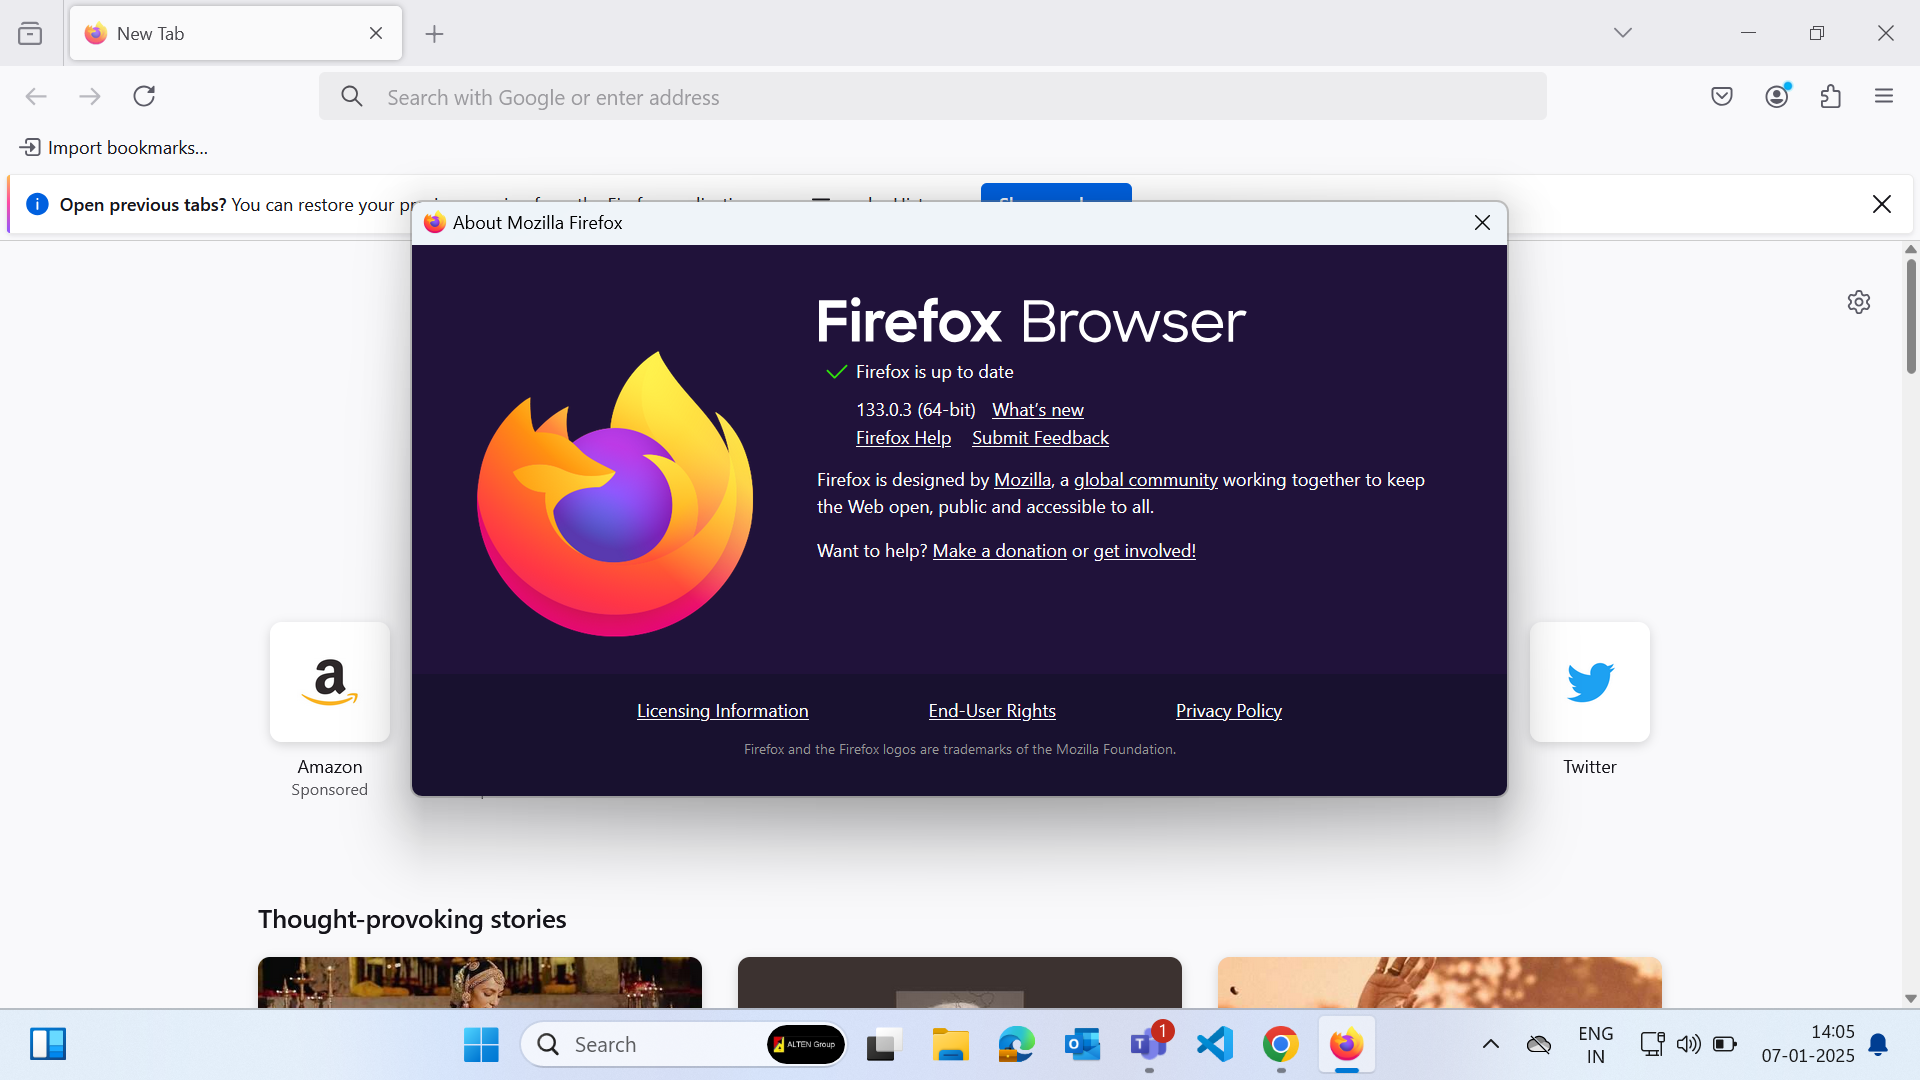 New Tab
Search with Google or enter address
Import bookmarks...
Open previous tabs? You can restore your
About Mozilla Firefox
Firefox Browser
Firefox is up to date
133.0.3 (64-bit) What's new
Firefox Help Submit Feedback
Firefox is designed by Mozilla, a global community working together to keep
the Web open, public and accessible to all.
Want to help? Make a donation or get involved!
Licensing Information End-User Rights Privacy Policy
Firefox and the Firefox logos are trademarks of the Mozilla Foundation.
a
Amazon
Sponsored
Twitter
Thought-provoking stories
Search
ALTEN Group
1
ENG
IN
14:05
07-01-2025